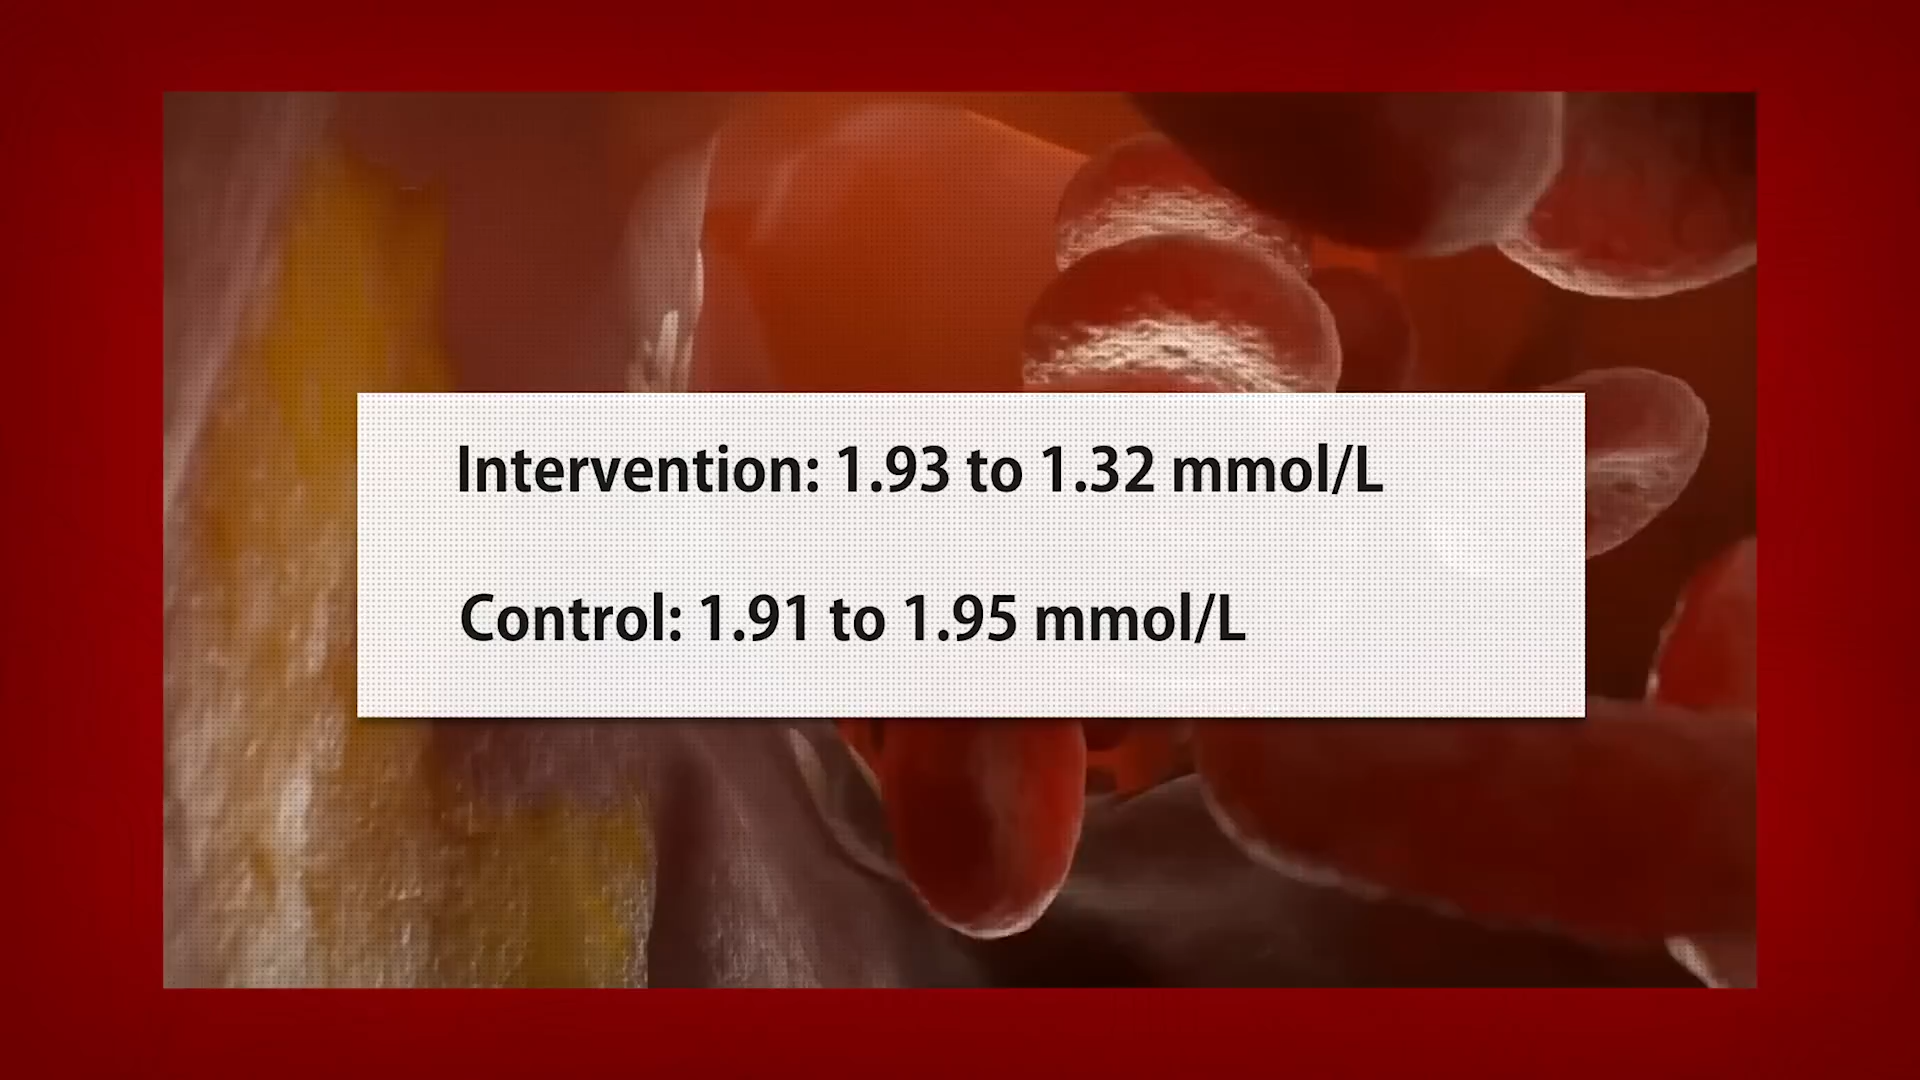 Intervention: 1.93 to 1.32 mmol/L
Control: 1.91 to 1.95 mmol/L